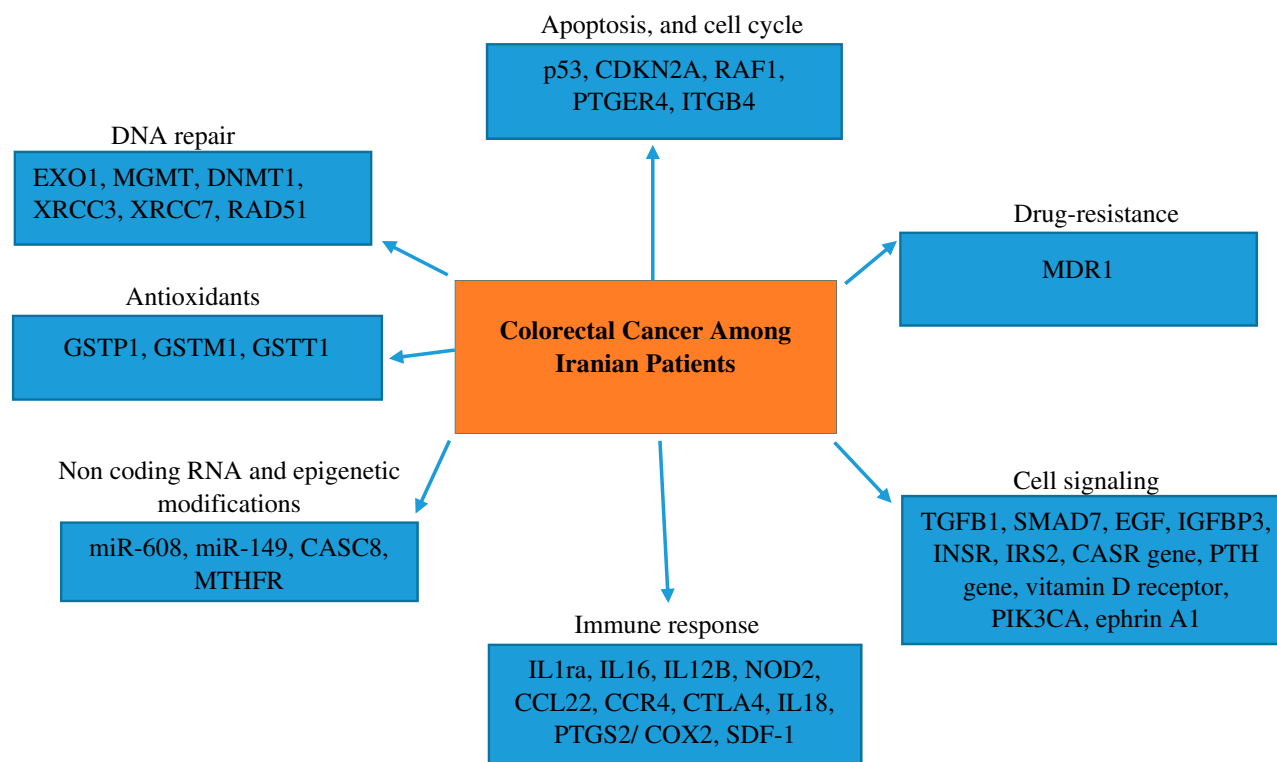 Apoptosis, and cell cycle
p53, CDKN2A, RAF1,
PTGER4, ITGB4
DNA repair
EXO1, MGMT, DNMT1,
XRCC3, XRCC7, RAD51
Drug-resistance
MDR1
Antioxidants
GSTP1, GSTM1, GSTT1
Colorectal Cancer Among
Iranian Patients
Non coding RNA and epigenetic
modifications
miR-608, miR-149, CASC8,
MTHFR
Cell signaling
TGFB1, SMAD7, EGF, IGFBP3,
INSR, IRS2, CASR gene, PTH
gene, vitamin D receptor,
PIK3CA, ephrin A1
Immune response
IL1ra, IL16, IL12B, NOD2,
CCL22, CCR4, CTLA4, IL18,
PTGS2/ COX2, SDF-1